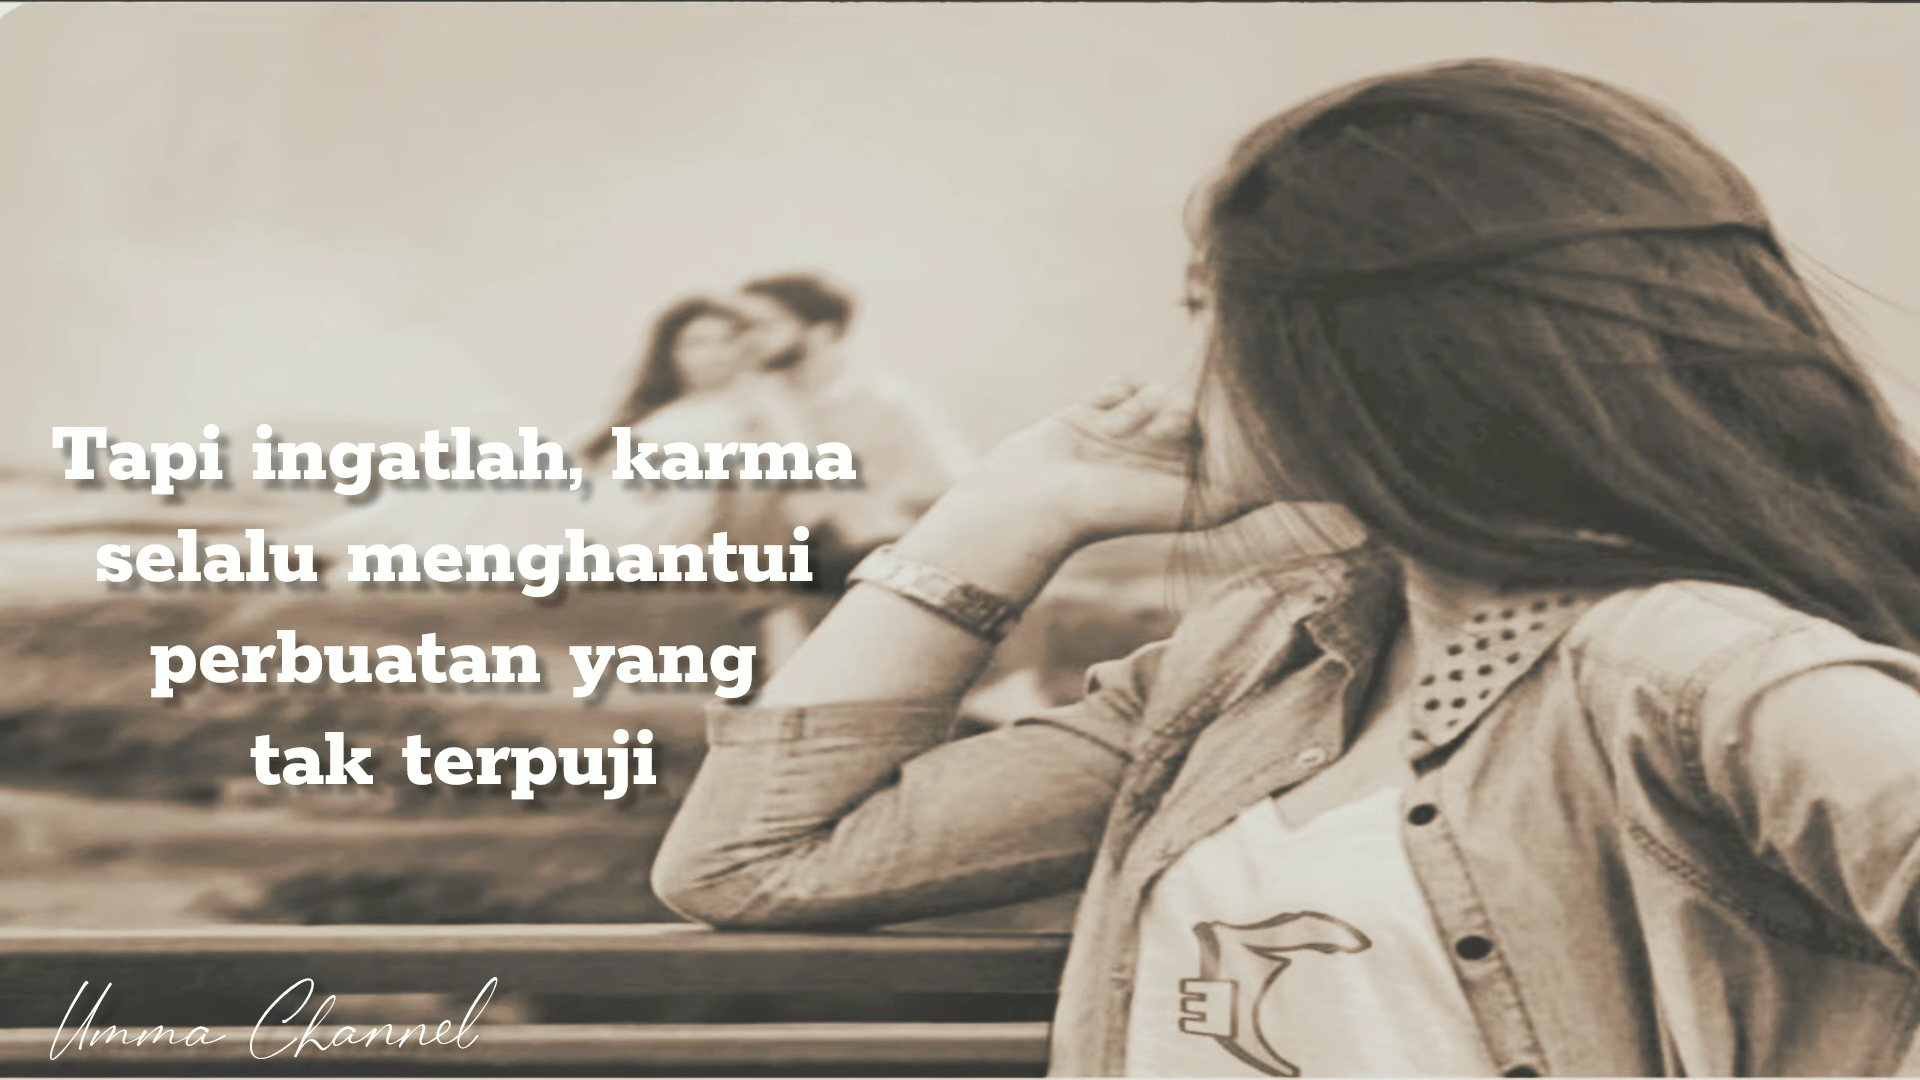 Tapi ingatlah, karma
selalu menghantui
perbuatan yang
tak terpuji
Umma Channel